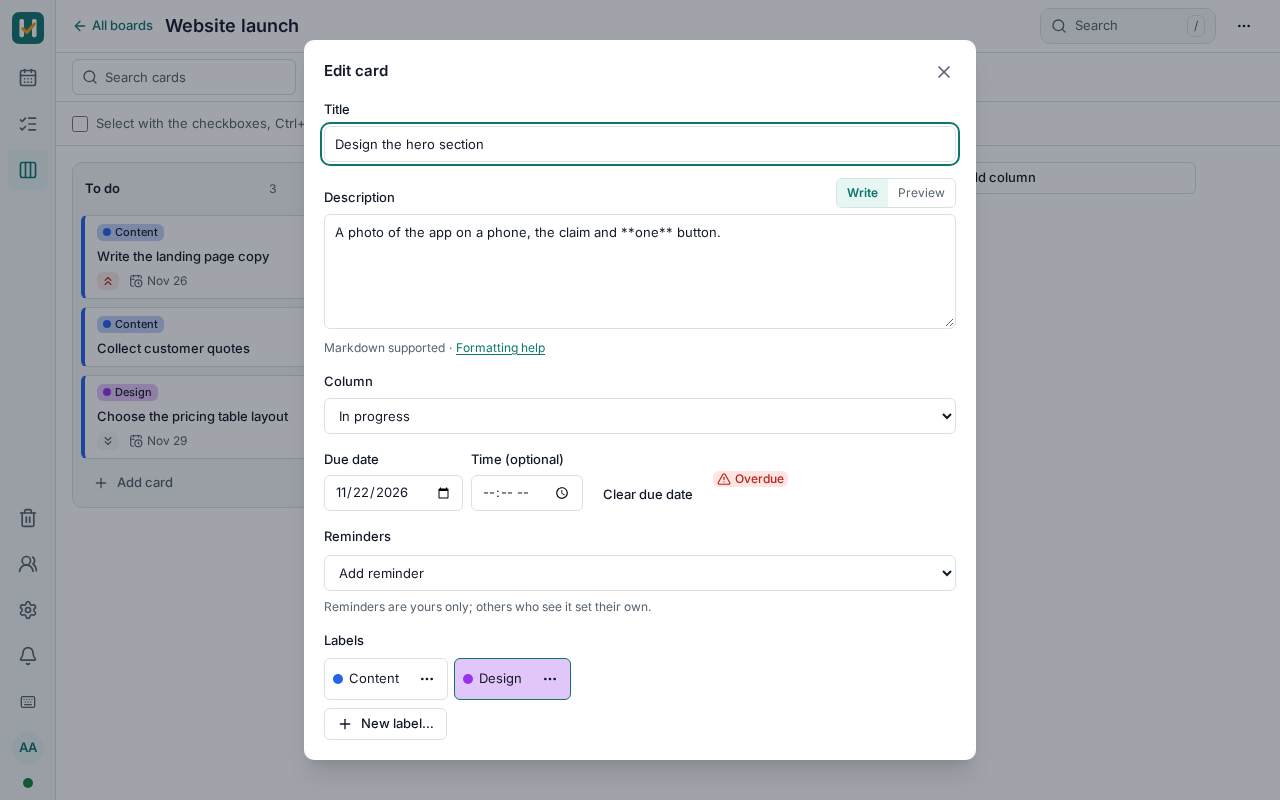 All boards
Website launch
Search
/
Search cards
Select with the checkboxes, Ctrl+
To do
3
Content
Write the landing page copy
Nov 26
Content
Collect customer quotes
Design
Choose the pricing table layout
Nov 29
Add card
column
AA
Edit card
Title
Design the hero section
Description
Write
Preview
A photo of the app on a phone, the claim and **one** button.
Markdown supported · Formatting help
Column
In progress
Due date
Time (optional)
11/22/2026
--:-- --
Clear due date
Overdue
Reminders
Add reminder
Reminders are yours only; others who see it set their own.
Labels
Content
Design
New label...